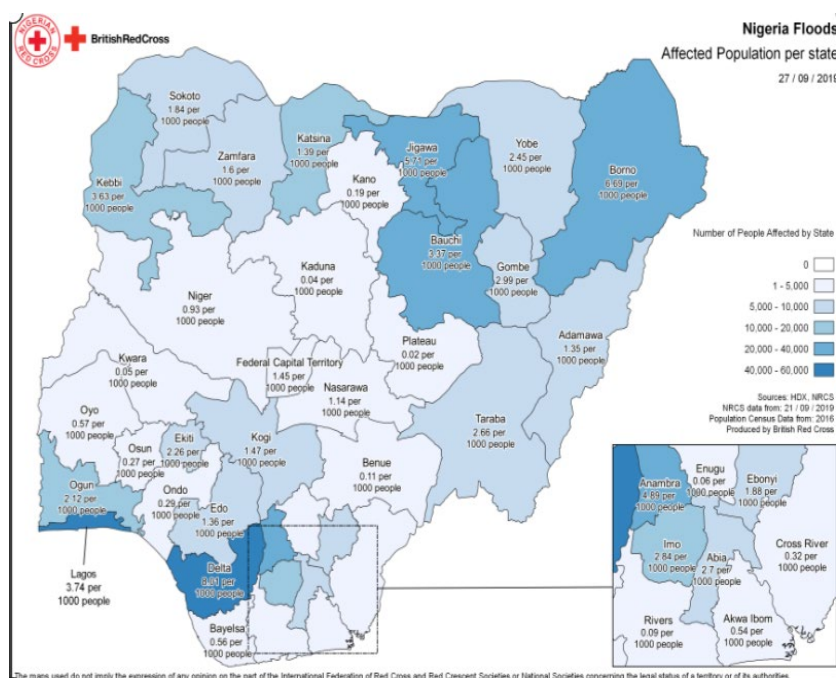 NIGERIAN
RED CROSS
BritishRedCross
Nigeria Floods
Affected Population per state
27 / 09 / 2019
Sokoto
1.84 per
1000 people
Zamfara
1.6 per
1000 people
Katsina
1.39 per
1000 people
Kebbi
3.63 per
1000 people
Kano
0.19 per
1000 people
Jigawa
5.71 per
1000 people
Yobe
2.45 per
1000 people
Borno
6.69 per
1000 people
Bauchi
3.37 per
1000 people
Gombe
2.99 per
1000 people
Kaduna
0.04 per
1000 people
Niger
0.93 per
1000 people
Plateau
0.02 per
1000 people
Adamawa
1.35 per
1000 people
Kwara
0.05 per
1000 people
Federal Capital Territory
1.45 per
1000 people
Nasarawa
1.14 per
1000 people
Taraba
2.66 per
1000 people
Oyo
0.57 per
1000 people
Osun
0.27 per
1000 people
Ekiti
2.26 per
1000 people
Kogi
1.47 per
1000 people
Benue
0.11 per
1000 people
Ogun
2.12 per
1000 people
Ondo
0.29 per
1000 people
Edo
1.36 per
1000 people
Lagos
3.74 per
1000 people
Delta
8.01 per
1000 people
Bayelsa
0.56 per
1000 people
Number of People Affected by State
0
1 - 5,000
5,000 - 10,000
10,000 - 20,000
20,000 - 40,000
40,000 - 60,000
Sources: HDX, NRCS
NRCS data from: 21 / 09 / 2019
Population Census Data from: 2016
Produced by British Red Cross
Anambra
4.89 per
1000 people
Enugu
0.06 per
1000 people
Ebonyi
1.88 per
1000 people
Imo
2.84 per
1000 people
Abia
2.7 per
1000 people
Cross River
0.32 per
1000 people
Rivers
0.09 per
1000 people
Akwa Ibom
0.54 per
1000 people
The maps used do not imply the expression of any opinion on the part of the International Federation of Red Cross and Red Crescent Societies or National Societies concerning the legal status of a territory or of its authorities.